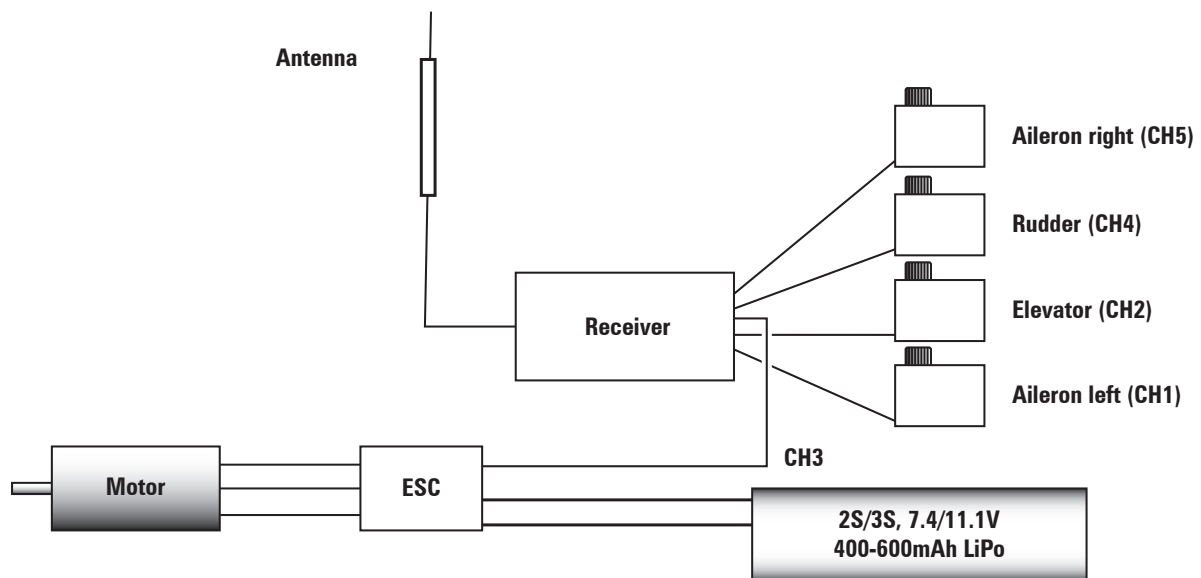 Antenna
Aileron right (CH5)
Rudder (CH4)
Receiver
Elevator (CH2)
Aileron left (CH1)
CH3
Motor
ESC
2S/3S, 7.4/11.1V
400-600mAh LiPo